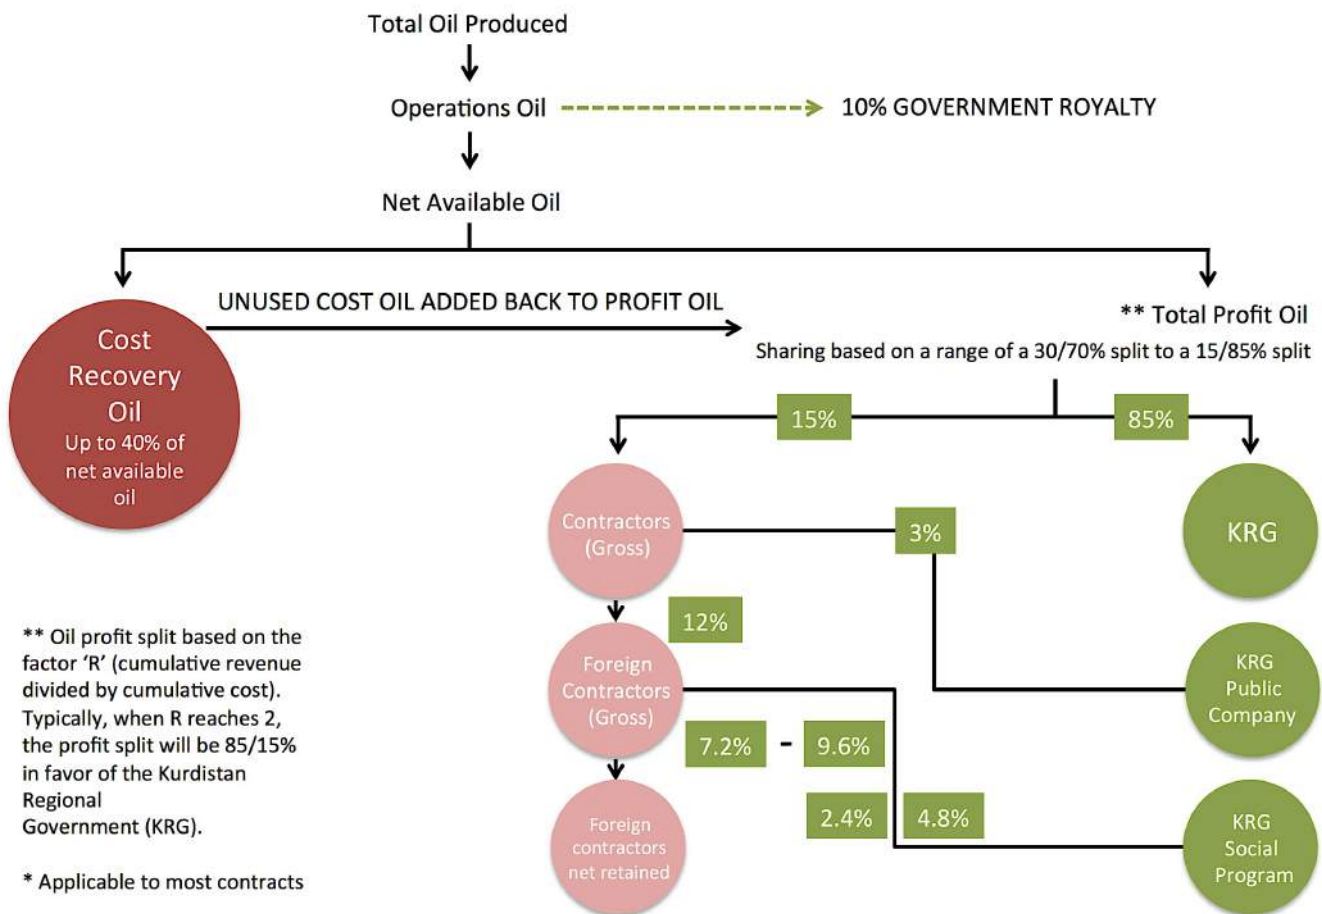 Total Oil Produced
Operations Oil
10% GOVERNMENT ROYALTY
Net Available Oil
UNUSED COST OIL ADDED BACK TO PROFIT OIL
** Total Profit Oil
Sharing based on a range of a 30/70% split to a 15/85% split
Cost
Recovery
Oil
Up to 40% of
net available
oil
15%
85%
Contractors
(Gross)
3%
KRG
12%
Foreign
Contractors
(Gross)
KRG
Public
Company
7.2% - 9.6%
2.4%
4.8%
Foreign
contractors
net retained
KRG
Social
Program
** Oil profit split based on the
factor ‘R’ (cumulative revenue
divided by cumulative cost).
Typically, when R reaches 2,
the profit split will be 85/15%
in favor of the Kurdistan
Regional
Government (KRG).
* Applicable to most contracts